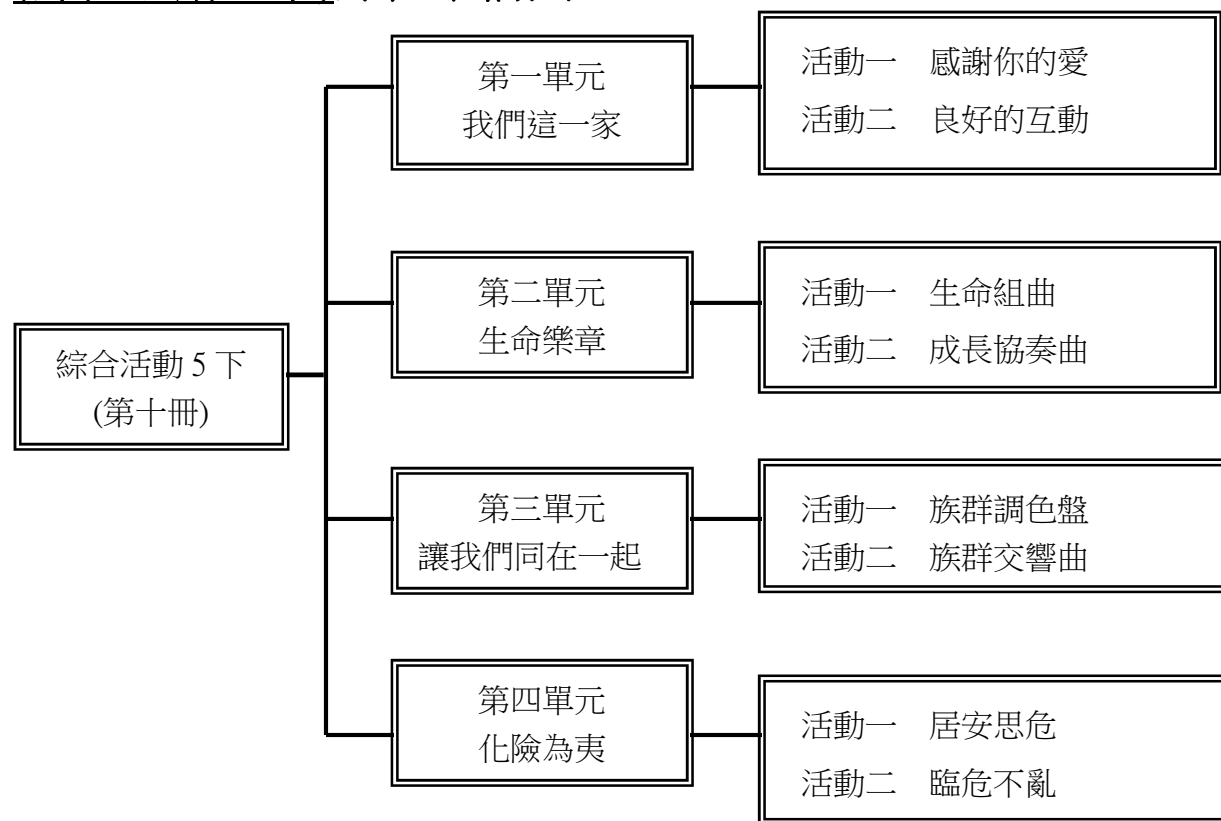 綜合活動 5 下
(第十冊)
第一單元
我們這一家
活動一　感謝你的愛
活動二　良好的互動
第二單元
生命樂章
活動一　生命組曲
活動二　成長協奏曲
第三單元
讓我們同在一起
活動一　族群調色盤
活動二　族群交響曲
第四單元
化險為夷
活動一　居安思危
活動二　臨危不亂